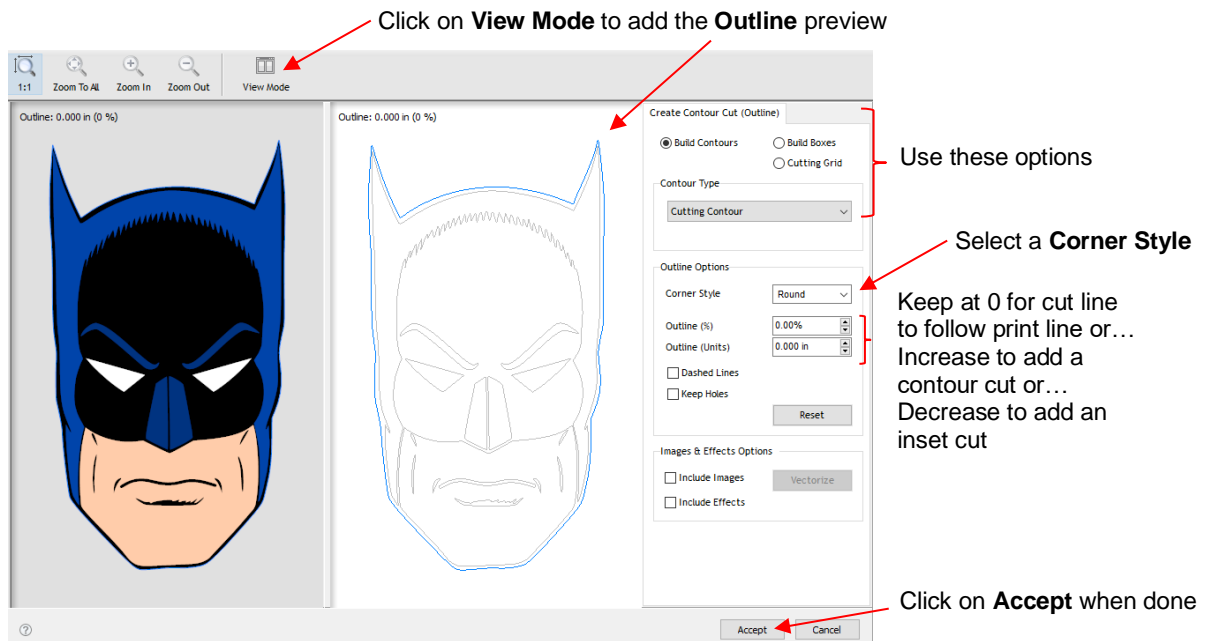 Click on View Mode to add the Outline preview
1:1 Zoom To All Zoom In Zoom Out View Mode
Outline: 0.000 in (0 %)
Outline: 0.000 in (0 %)
Create Contour Cut (Outline)
Build Contours Build Boxes
Cutting Grid
Use these options
Contour Type
Cutting Contour
Select a Corner Style
Outline Options
Corner Style Round
Outline (%) 0.00%
Outline (Units) 0.000 in
Dashed Lines
Keep Holes
Reset
Keep at 0 for cut line
to follow print line or…
Increase to add a
contour cut or…
Decrease to add an
inset cut
Images & Effects Options
Include Images Vectorize
Include Effects
Click on Accept when done
? Accept Cancel